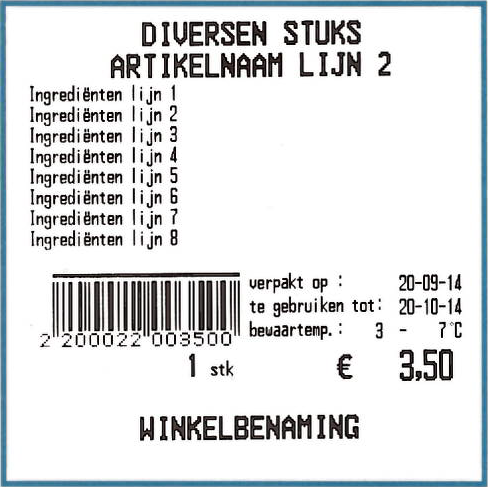 DIVERSEN STUKS
ARTIKELNAAM LIJN 2
Ingrediënten lijn 1
Ingrediënten lijn 2
Ingrediënten lijn 3
Ingrediënten lijn 4
Ingrediënten lijn 5
Ingrediënten lijn 6
Ingrediënten lijn 7
Ingrediënten lijn 8
verpakt op : 20-09-14
te gebruiken tot: 20-10-14
bewaartemp.: 3 - 7°C
2 200022 003500
1 stk € 3,50
WINKELBENAMING